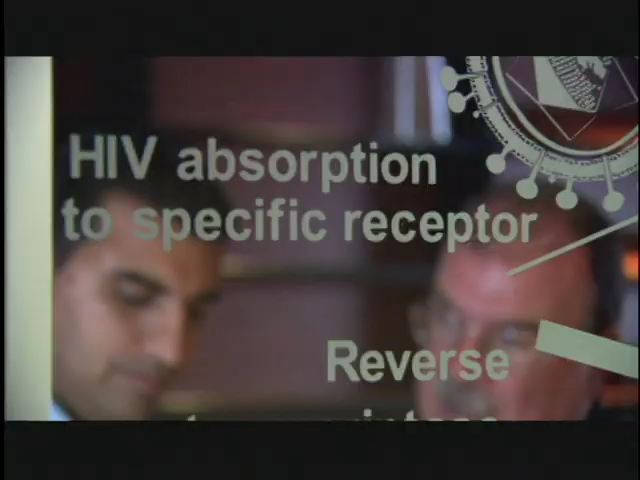 HIV absorption
to specific receptor
Reverse